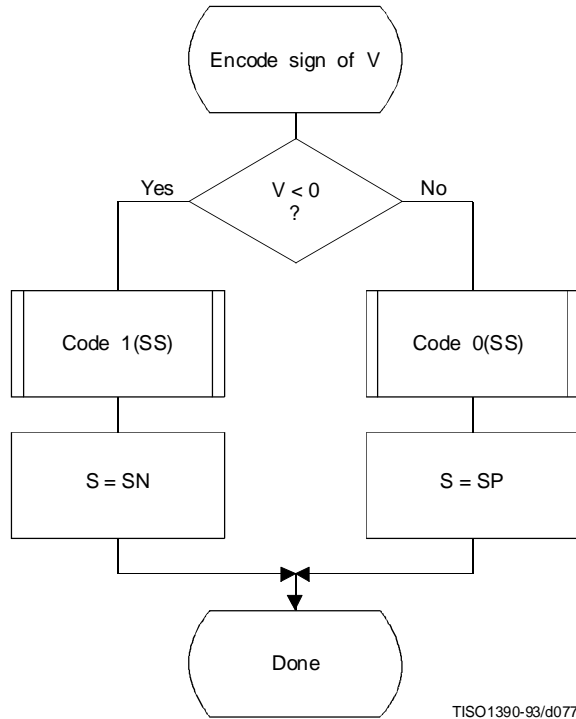 Encode sign of V
Yes
V < 0
No
?
Code 1(SS)
Code 0(SS)
S = SN
S = SP
Done
TISO1390-93/d077